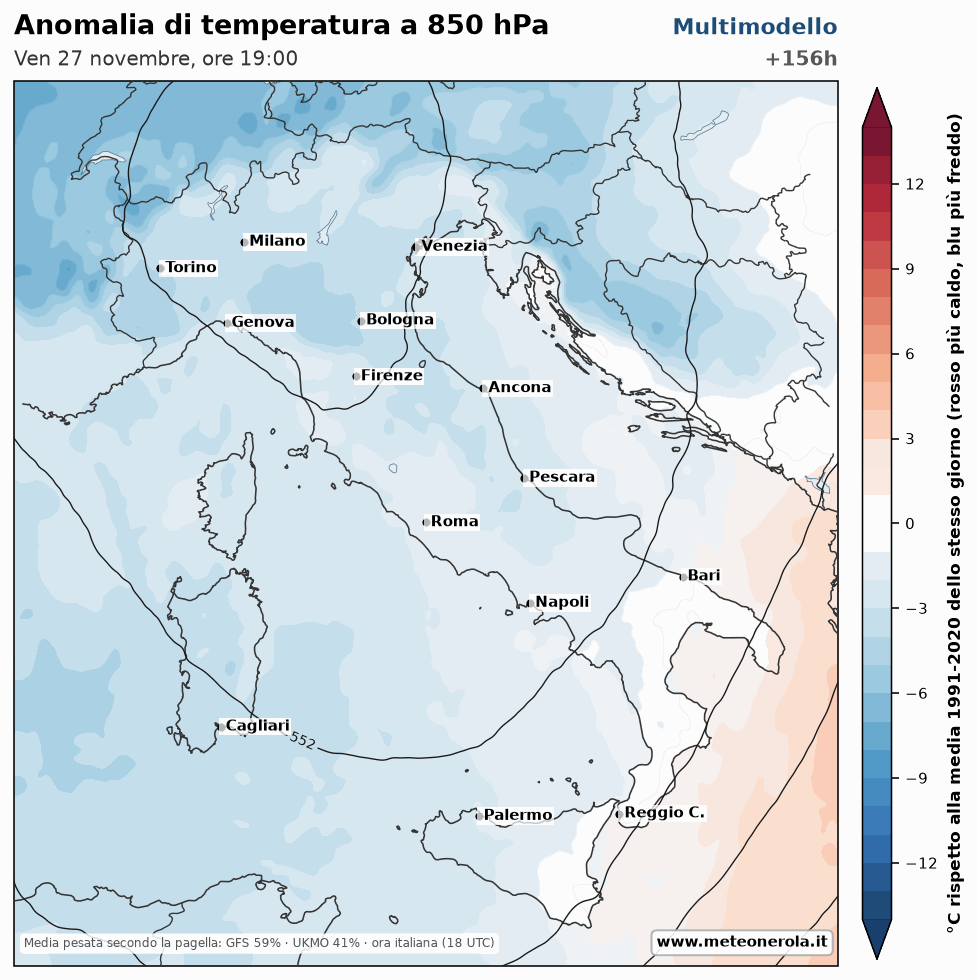 Anomalia di temperatura a 850 hPa
Multimodello
Ven 27 novembre, ore 19:00
+156h
Milano
Venezia
Torino
Genova
Bologna
Firenze
Ancona
Pescara
Roma
Bari
Napoli
Cagliari
552
Palermo
Reggio C.
Media pesata secondo la pagella: GFS 59% · UKMO 41% · ora italiana (18 UTC)
www.meteonerola.it
12
9
6
3
0
−3
−6
−9
−12
°C rispetto alla media 1991-2020 dello stesso giorno (rosso più caldo, blu più freddo)